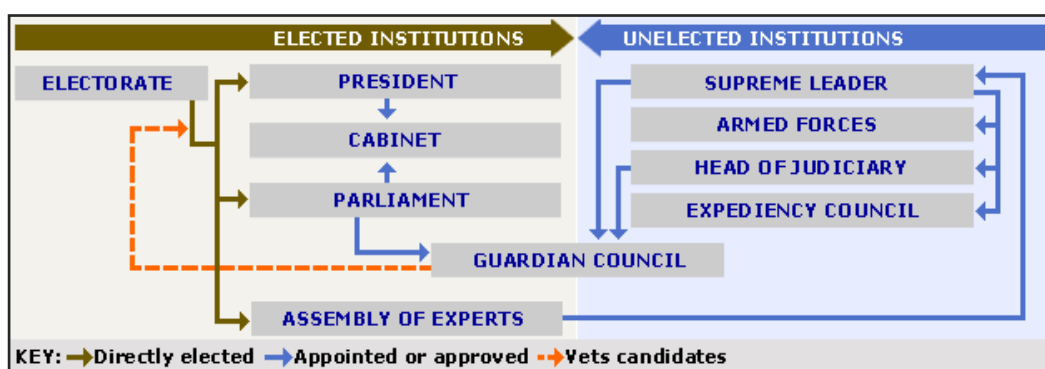 ELECTED INSTITUTIONS
UNELECTED INSTITUTIONS
ELECTORATE
PRESIDENT
SUPREME LEADER
CABINET
ARMED FORCES
PARLIAMENT
HEAD OF JUDICIARY
EXPEDIENCY COUNCIL
GUARDIAN COUNCIL
ASSEMBLY OF EXPERTS
KEY: Directly elected Appointed or approved Vets candidates